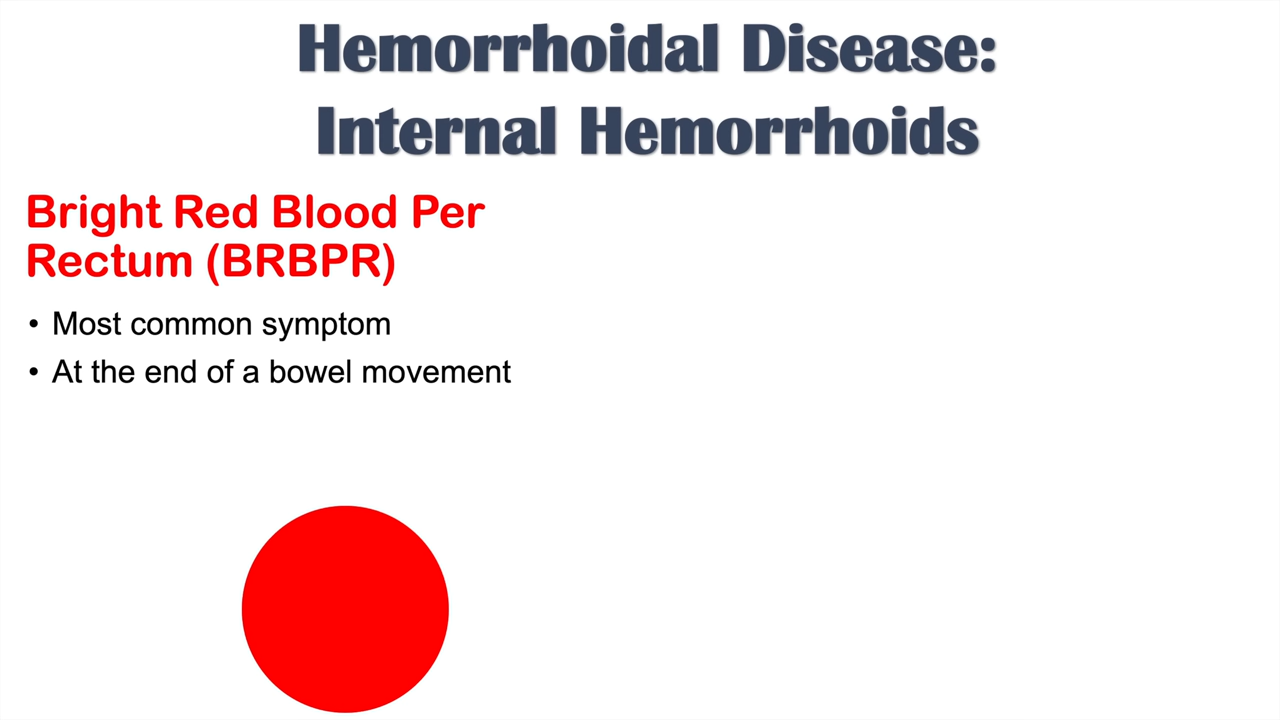 Hemorrhoidal Disease:
Internal Hemorrhoids
Bright Red Blood Per
Rectum (BRBPR)
• Most common symptom
• At the end of a bowel movement